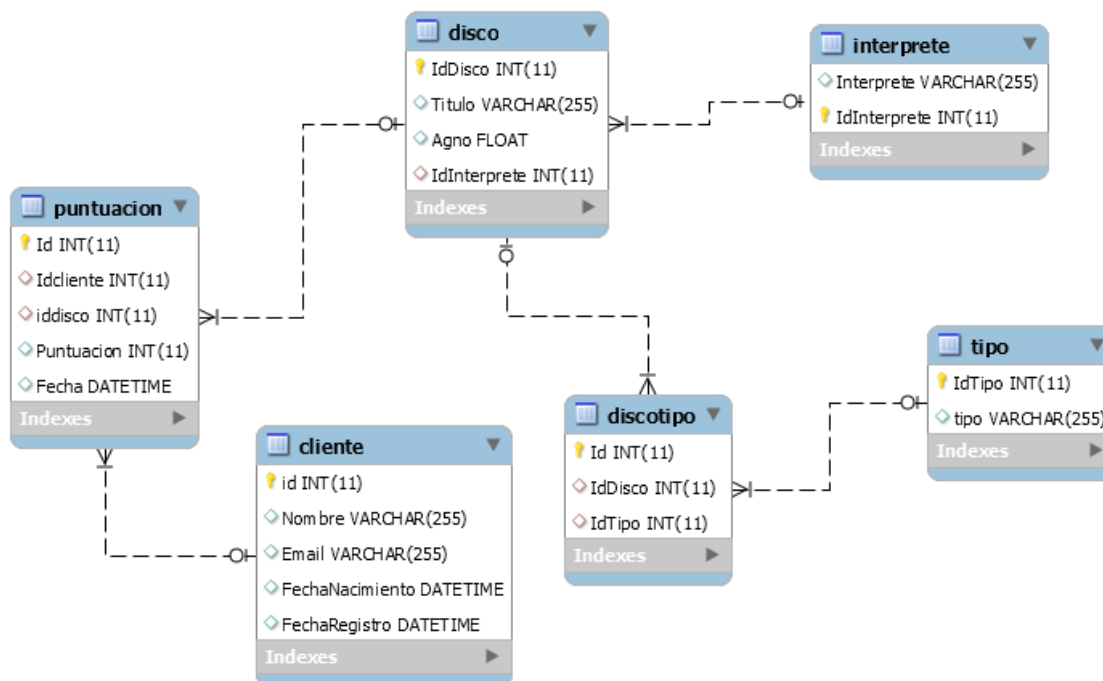 disco
IdDisco INT(11)
Titulo VARCHAR(255)
Agno FLOAT
IdInterprete INT(11)
Indexes
interprete
Interprete VARCHAR(255)
IdInterprete INT(11)
Indexes
puntuacion
Id INT(11)
Idcliente INT(11)
iddisco INT(11)
Puntuacion INT(11)
Fecha DATETIME
Indexes
cliente
id INT(11)
Nombre VARCHAR(255)
Email VARCHAR(255)
FechaNacimiento DATETIME
FechaRegistro DATETIME
Indexes
discotipo
Id INT(11)
IdDisco INT(11)
IdTipo INT(11)
Indexes
tipo
IdTipo INT(11)
tipo VARCHAR(255)
Indexes